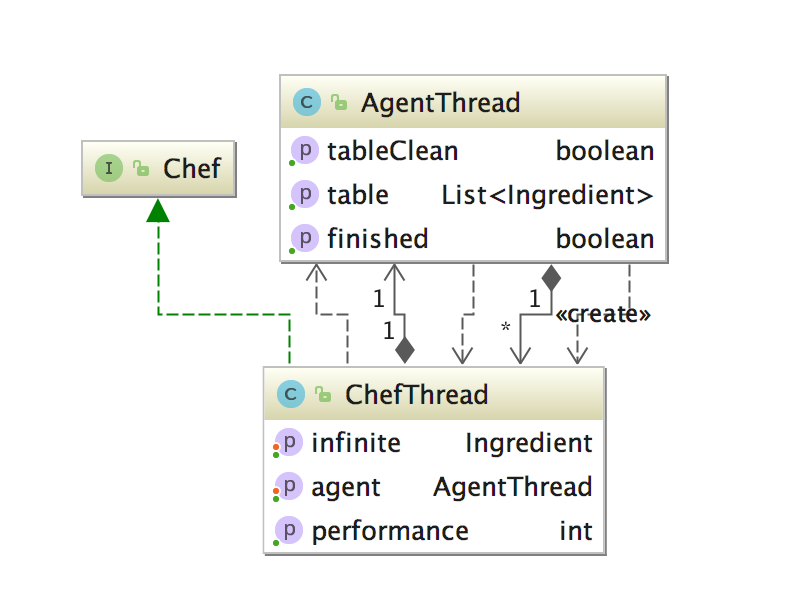 C AgentThread
p tableClean boolean
p table List<Ingredient>
p finished boolean
I Chef
1
1
1
*
«create»
C ChefThread
p infinite Ingredient
p agent AgentThread
p performance int